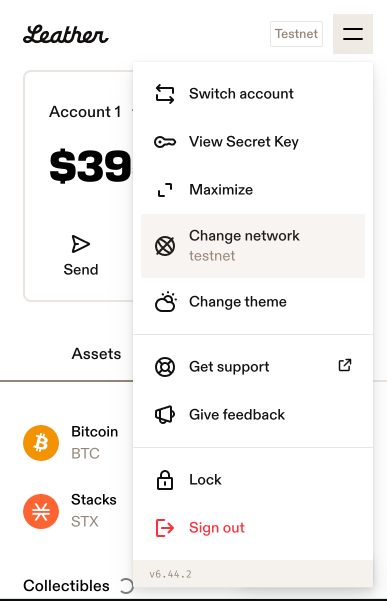 Leather
Testnet
Account 1
$39
Send
Assets
Bitcoin
BTC
Stacks
STX
Collectibles
Switch account
View Secret Key
Maximize
Change network
testnet
Change theme
Get support
Give feedback
Lock
Sign out
v6.44.2